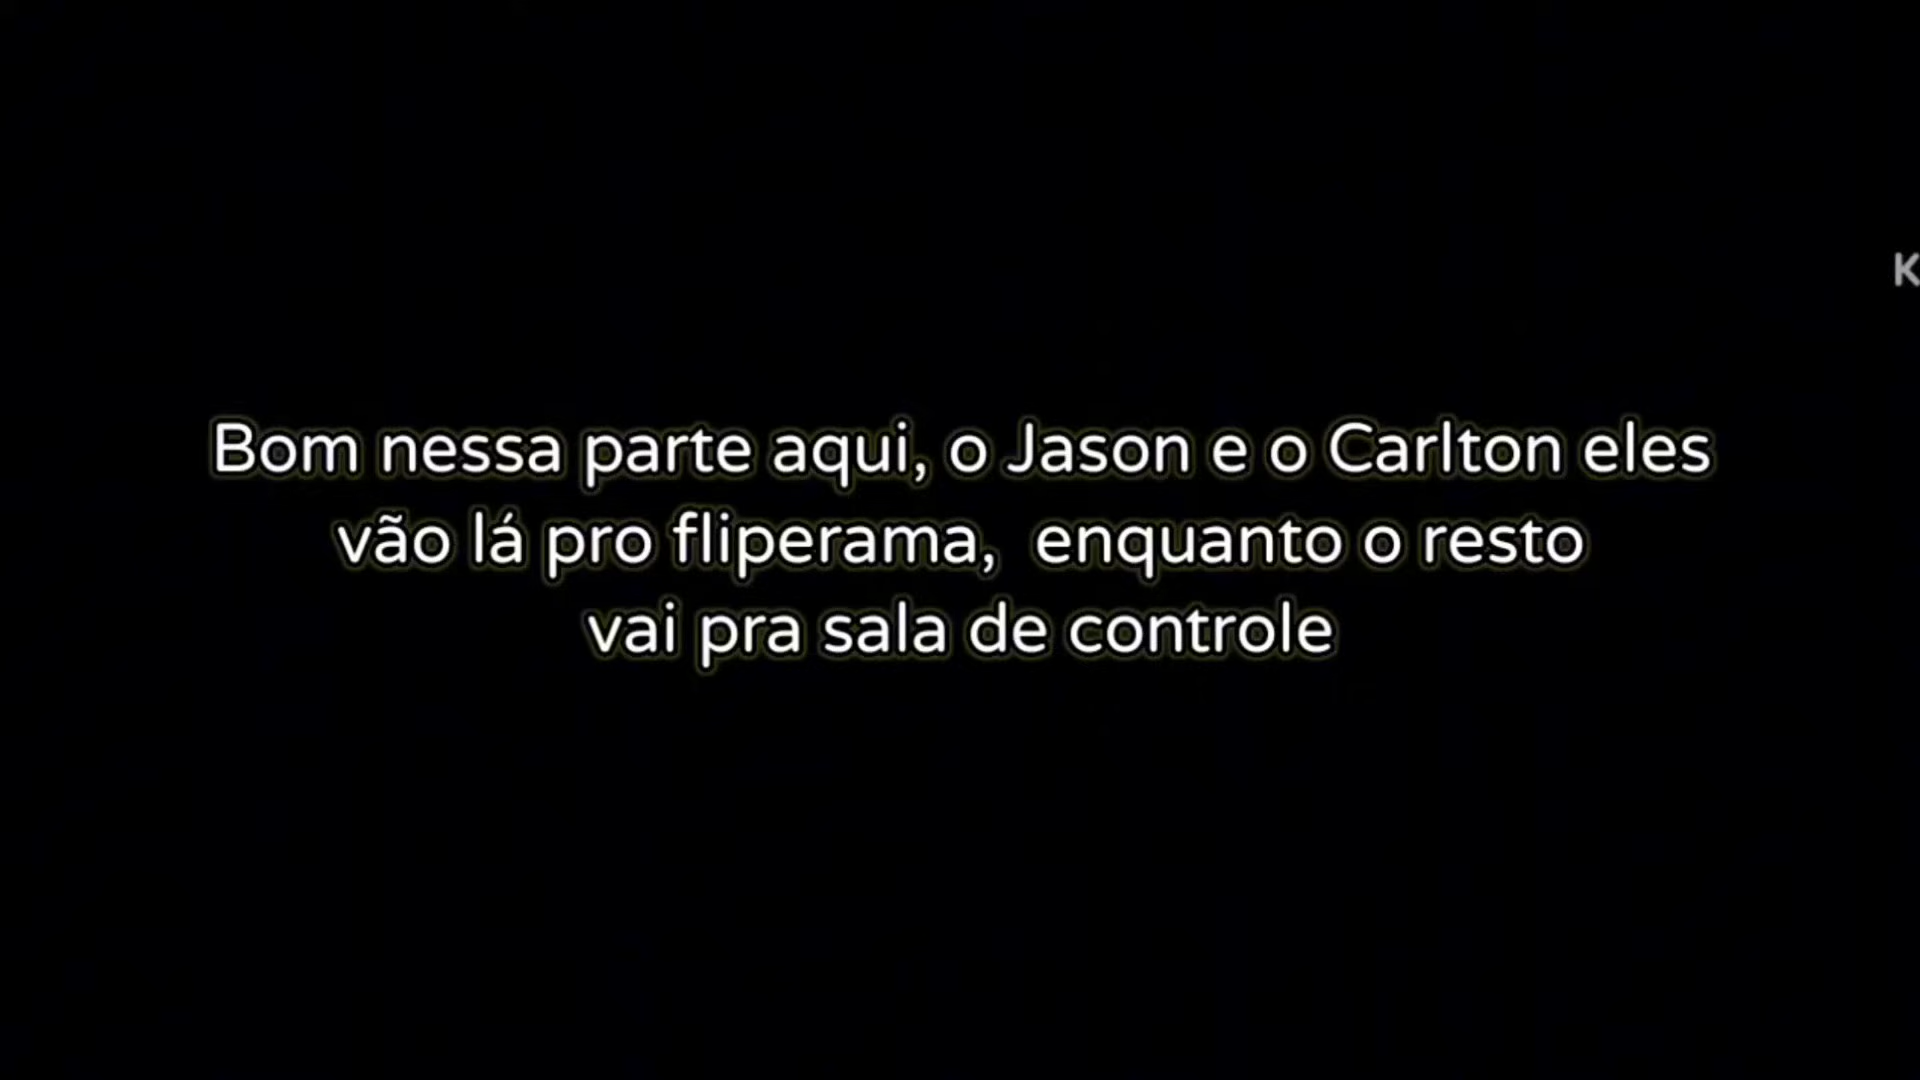 K
Bom nessa parte aqui, o Jason e o Carlton eles
vão lá pro fliperama,  enquanto o resto
vai pra sala de controle